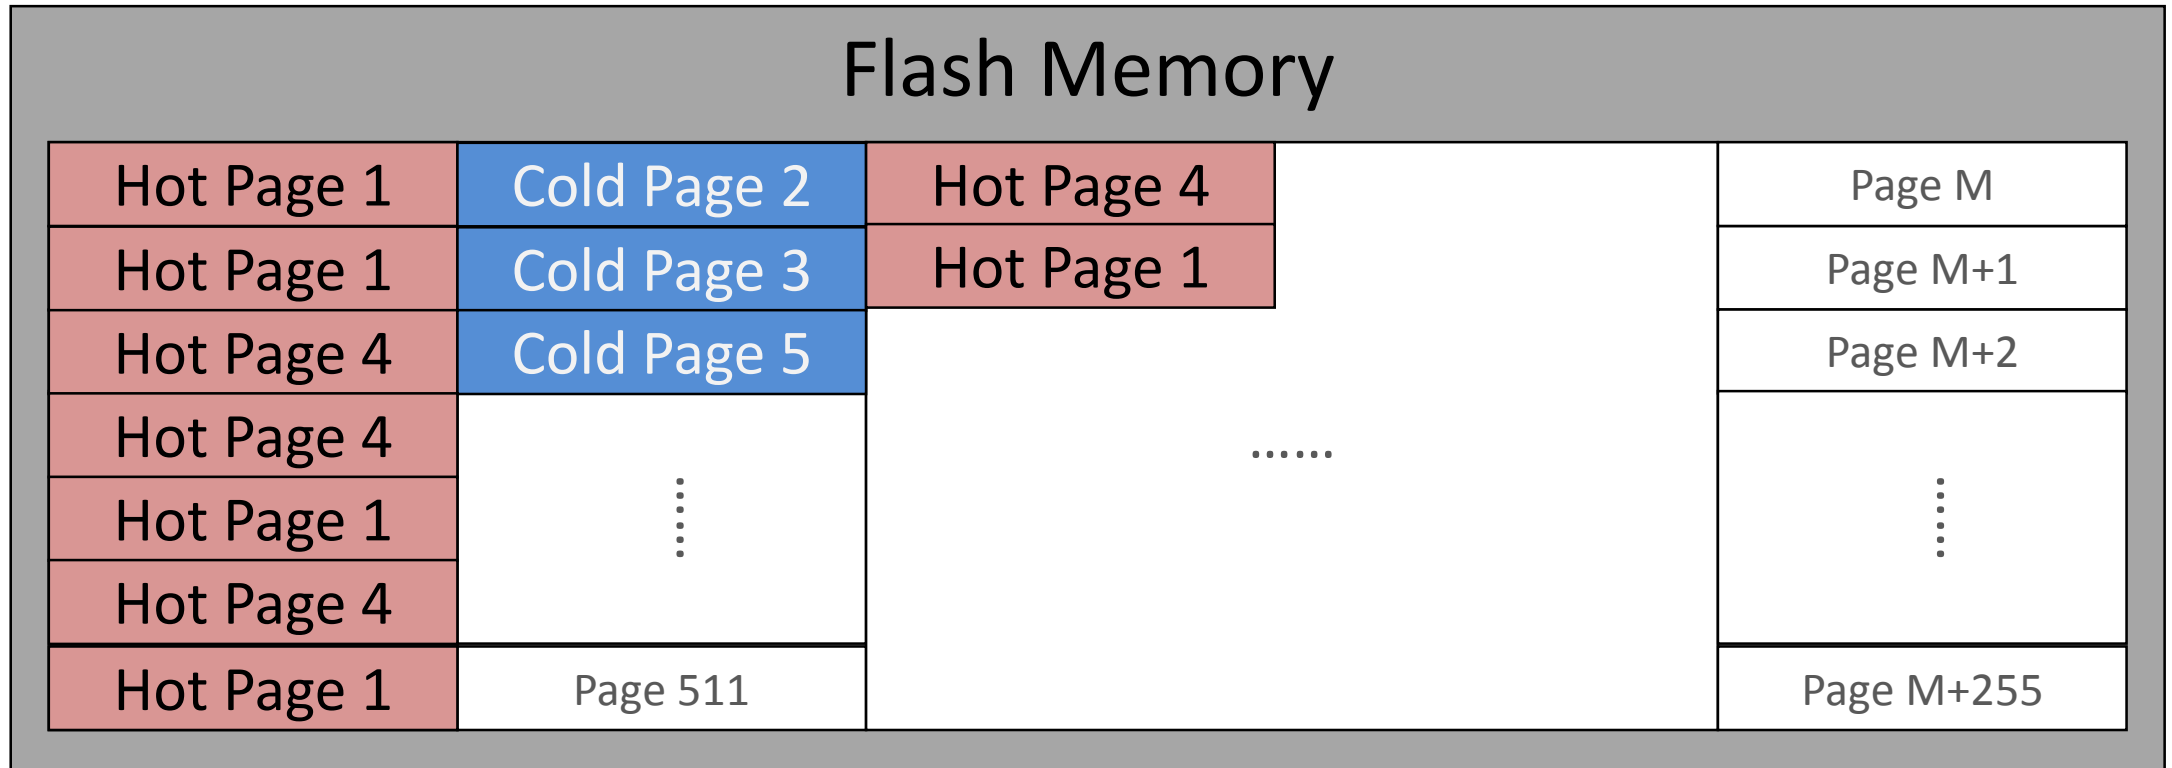 Flash Memory
Hot Page 1
Hot Page 1
Hot Page 4
Hot Page 4
Hot Page 1
Hot Page 4
Hot Page 1
Cold Page 2
Cold Page 3
Cold Page 5
......
Page 511
Hot Page 4
Hot Page 1
......
Page M
Page M+1
Page M+2
......
Page M+255